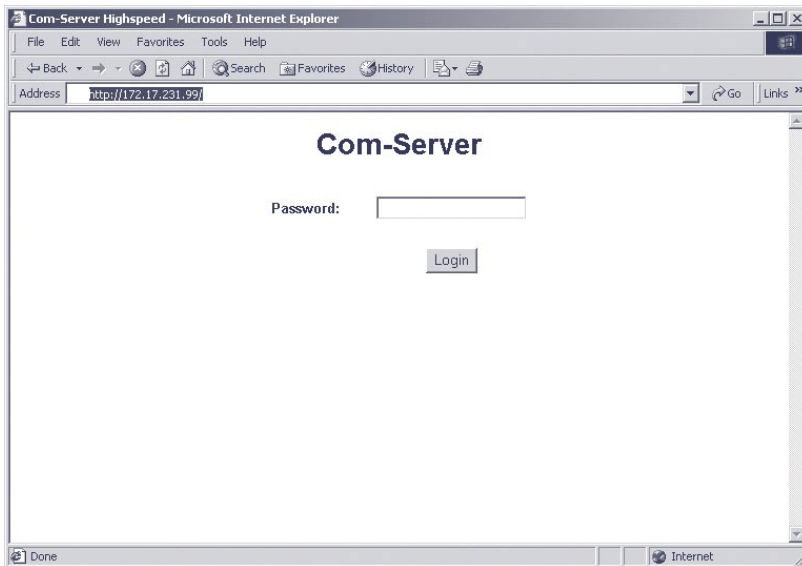 Com-Server Highspeed - Microsoft Internet Explorer
File Edit View Favorites Tools Help
Back Search Favorites History
Address http://172.17.231.99/ Go Links »
Com-Server
Password:
Login
Done Internet